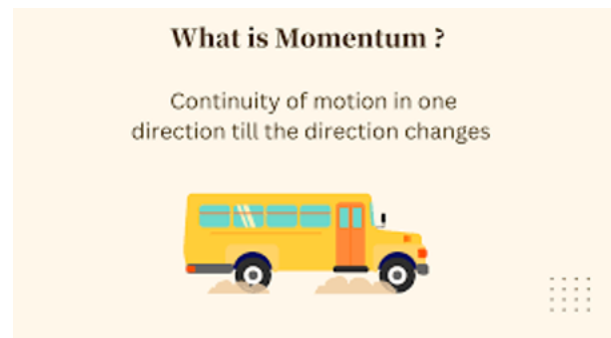 What is Momentum ?
Continuity of motion in one
direction till the direction changes